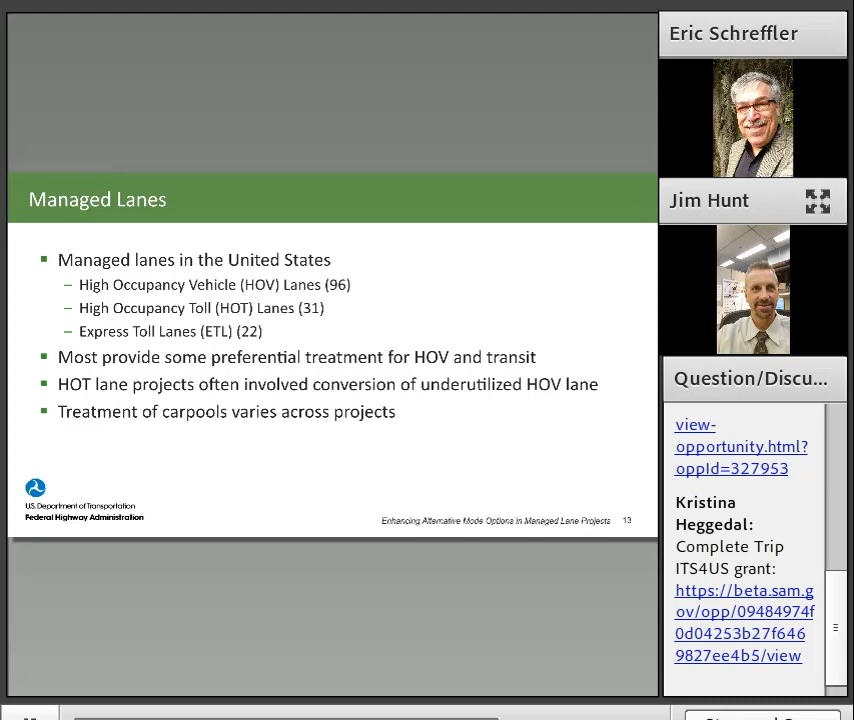 Managed Lanes
Managed lanes in the United States
– High Occupancy Vehicle (HOV) Lanes (96)
– High Occupancy Toll (HOT) Lanes (31)
– Express Toll Lanes (ETL) (22)
Most provide some preferential treatment for HOV and transit
HOT lane projects often involved conversion of underutilized HOV lane
Treatment of carpools varies across projects
U.S. Department of Transportation
Federal Highway Administration
Enhancing Alternative Mode Options in Managed Lane Projects 13
Eric Schreffler
Jim Hunt
Question/Discu...
view-
opportunity.html?
oppId=327953
Kristina
Heggedal:
Complete Trip
ITS4US grant:
https://beta.sam.g
ov/opp/09484974f
0d04253b27f646
9827ee4b5/view